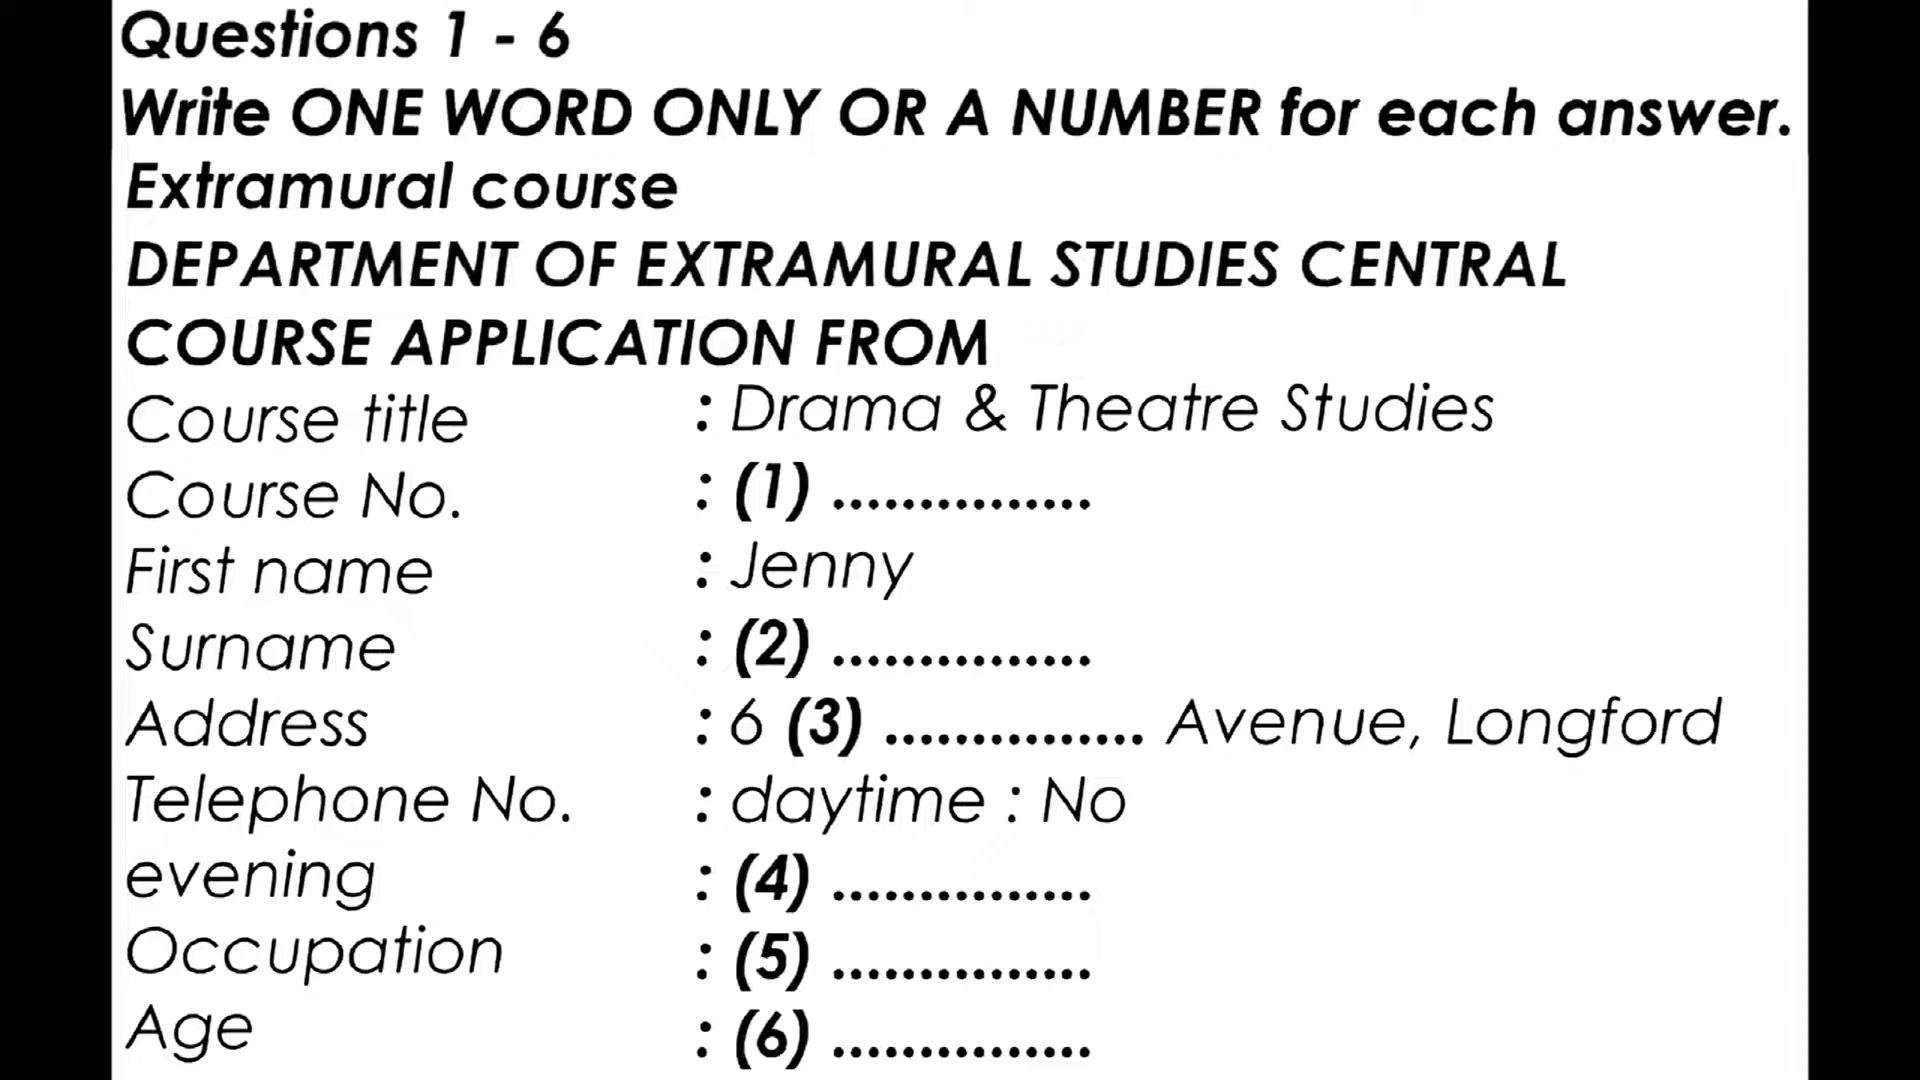 Questions 1 - 6
Write ONE WORD ONLY OR A NUMBER for each answer.
Extramural course
DEPARTMENT OF EXTRAMURAL STUDIES CENTRAL
COURSE APPLICATION FROM
Course title : Drama & Theatre Studies
Course No. : (1) ...............
First name : Jenny
Surname : (2) ...............
Address : 6 (3) ............... Avenue, Longford
Telephone No. : daytime : No
evening : (4) ...............
Occupation : (5) ...............
Age : (6) ...............